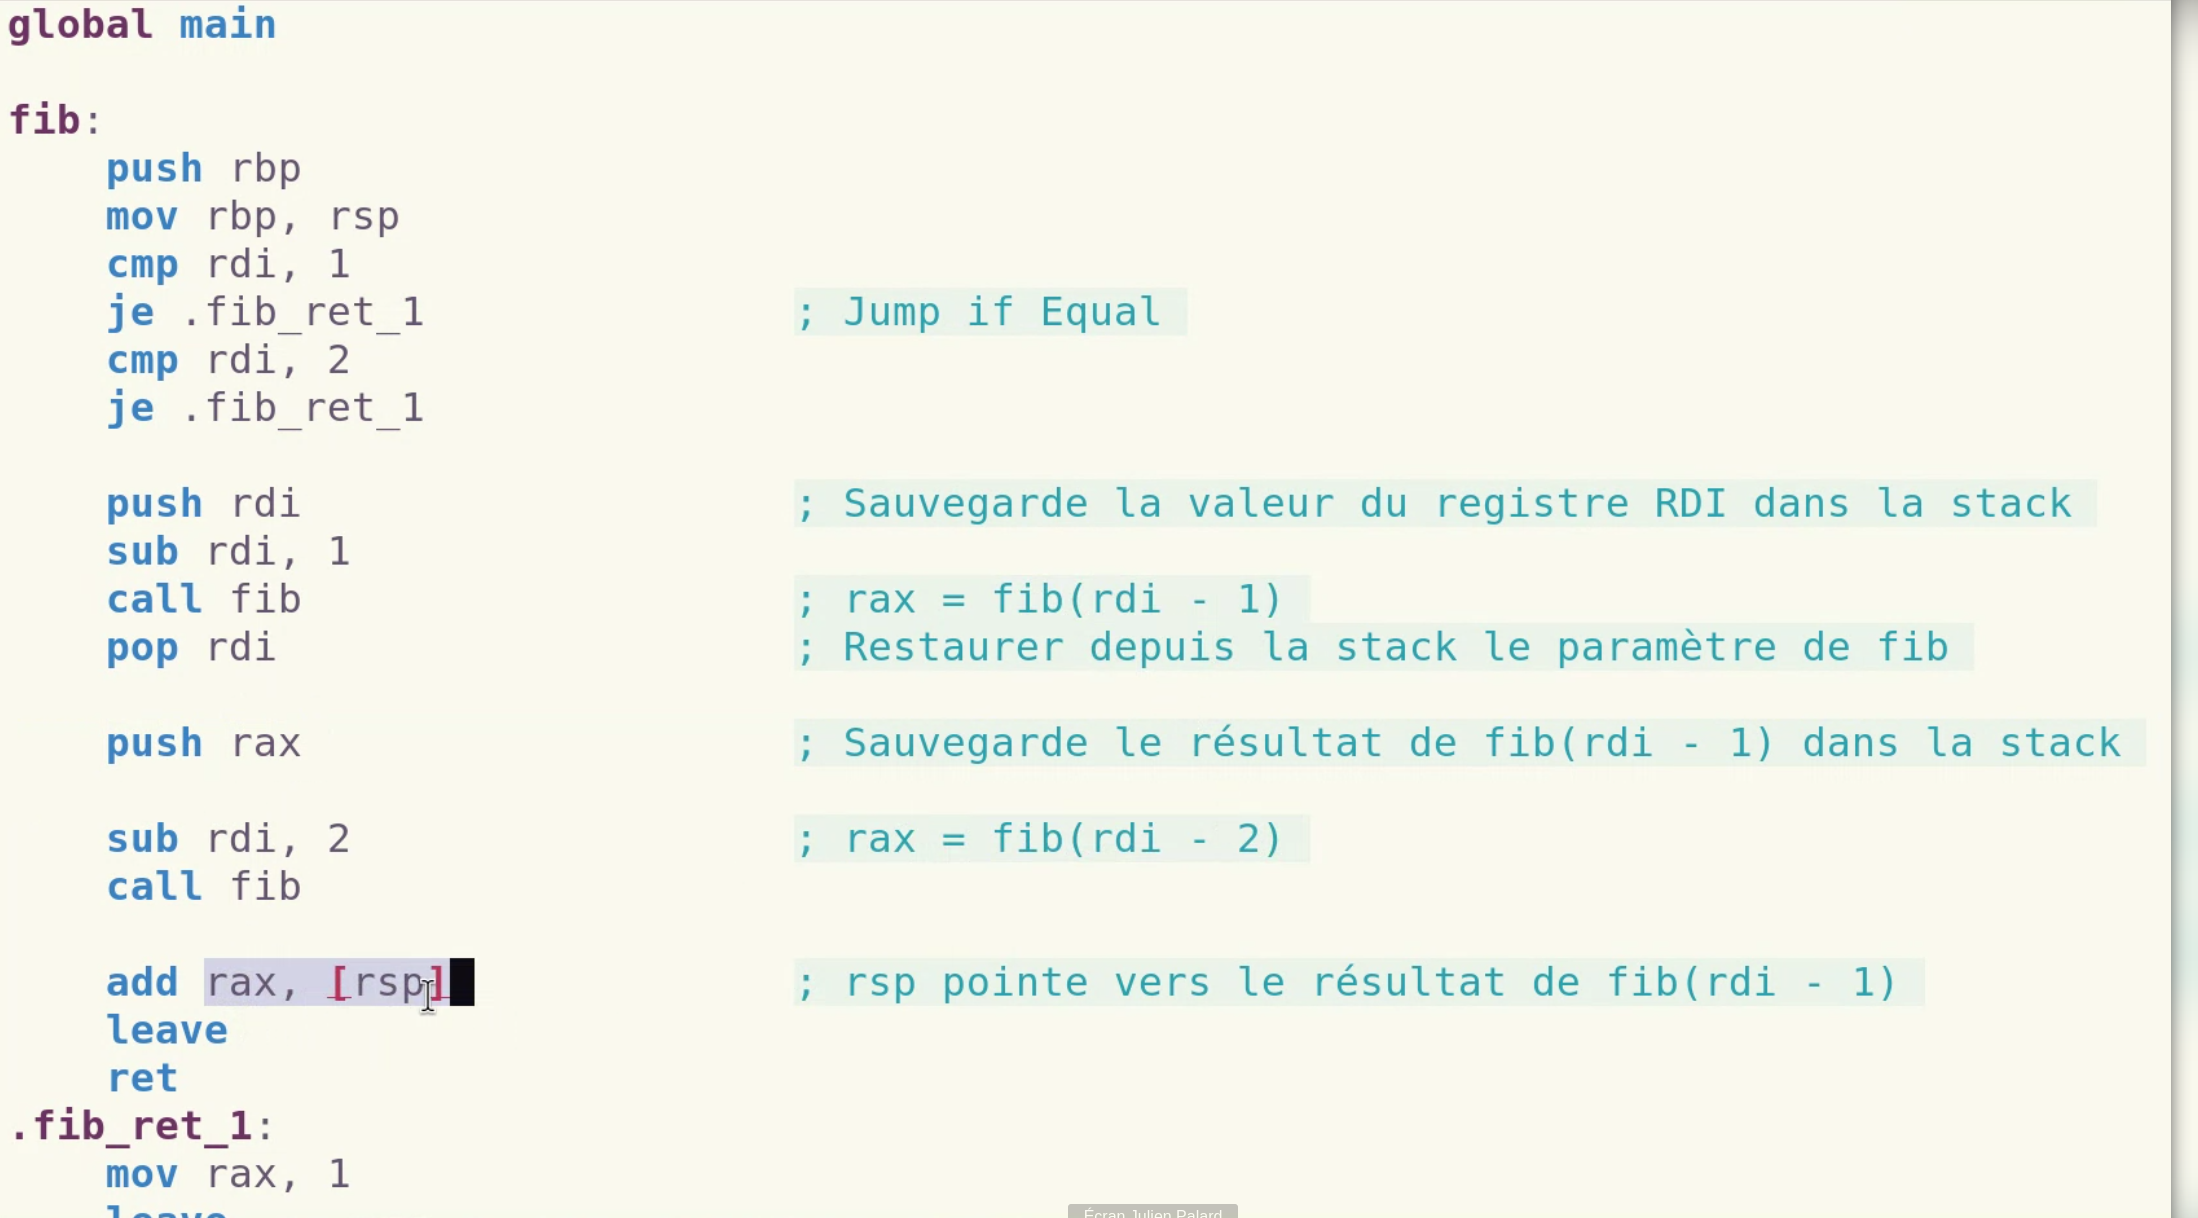 global main
fib:
push rbp
mov rbp, rsp
cmp rdi, 1
je .fib_ret_1 ; Jump if Equal
cmp rdi, 2
je .fib_ret_1
push rdi ; Sauvegarde la valeur du registre RDI dans la stack
sub rdi, 1
call fib ; rax = fib(rdi - 1)
pop rdi ; Restaurer depuis la stack le paramètre de fib
push rax ; Sauvegarde le résultat de fib(rdi - 1) dans la stack
sub rdi, 2 ; rax = fib(rdi - 2)
call fib
add rax, [rsp] ; rsp pointe vers le résultat de fib(rdi - 1)
leave
ret
.fib_ret_1:
mov rax, 1
leave
Écran Julien Palard